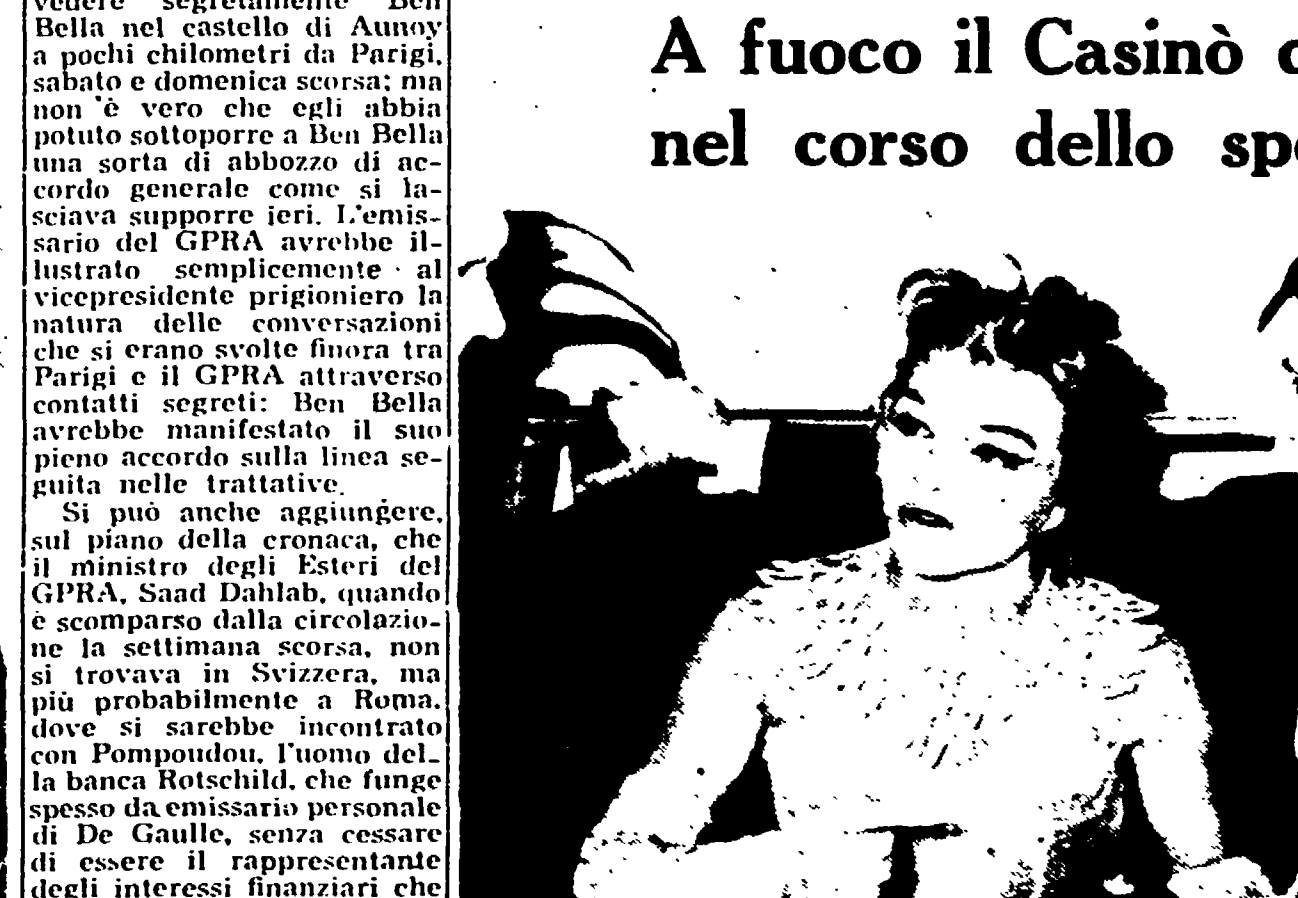 vedere segretamente Ben
Bella nel castello di Aunoy
a pochi chilometri da Parigi,
sabato e domenica scorsa; ma
non è vero che egli abbia
potuto sottoporre a Ben Bella
una sorta di abbozzo di ac-
cordo generale come si la-
sciava supporre ieri. L'emis-
sario del GPRA avrebbe il-
lustrato semplicemente al
vicepresidente prigioniero la
natura delle conversazioni
che si erano svolte finora tra
Parigi e il GPRA attraverso
contatti segreti: Ben Bella
avrebbe manifestato il suo
pieno accordo sulla linea se-
guita nelle trattative.
Si può anche aggiungere,
sul piano della cronaca, che
il ministro degli Esteri del
GPRA, Saad Dahlab, quando
è scomparso dalla circolazio-
ne la settimana scorsa, non
si trovava in Svizzera, ma
più probabilmente a Roma,
dove si sarebbe incontrato
con Pompoudou, l'uomo del-
la banca Rotschild, che funge
spesso da emissario personale
di De Gaulle, senza cessare
di essere il rappresentante
degli interessi finanziari che
A fuoco il Casinò
nel corso dello